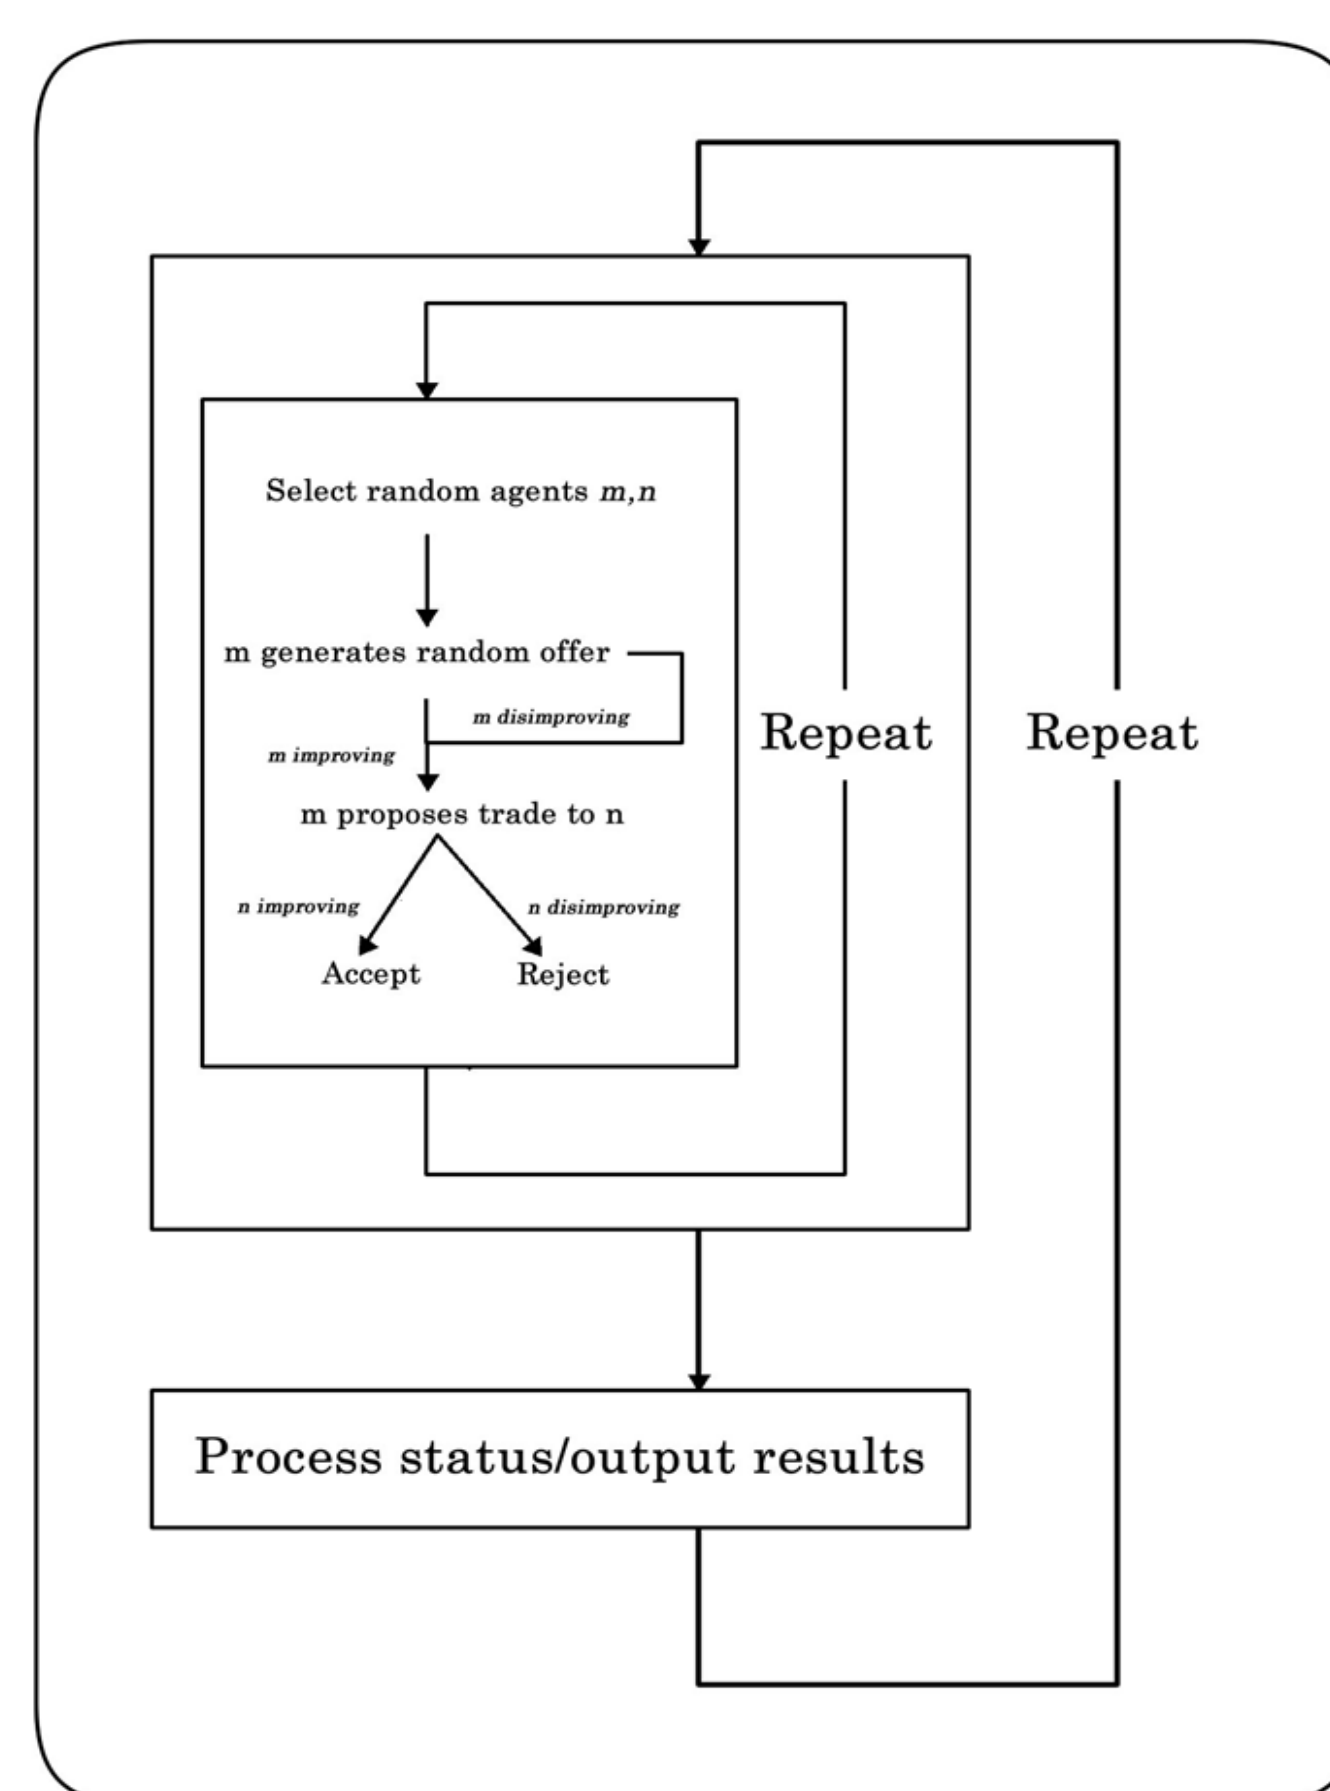 Select random agents m,n
m generates random offer
m disimproving
m improving
Repeat
Repeat
m proposes trade to n
n improving
n disimproving
Accept
Reject
Process status/output results